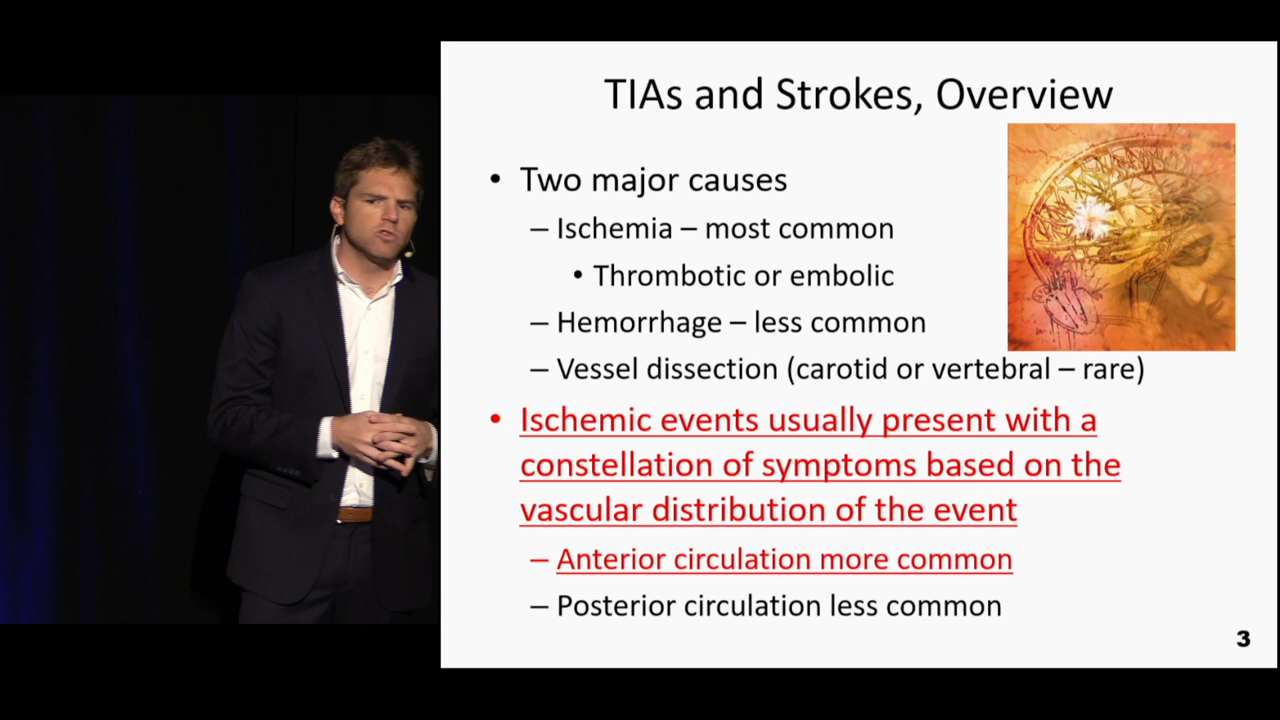 TIAs and Strokes, Overview
• Two major causes
– Ischemia – most common
• Thrombotic or embolic
– Hemorrhage – less common
– Vessel dissection (carotid or vertebral – rare)
• Ischemic events usually present with a
constellation of symptoms based on the
vascular distribution of the event
– Anterior circulation more common
– Posterior circulation less common
3